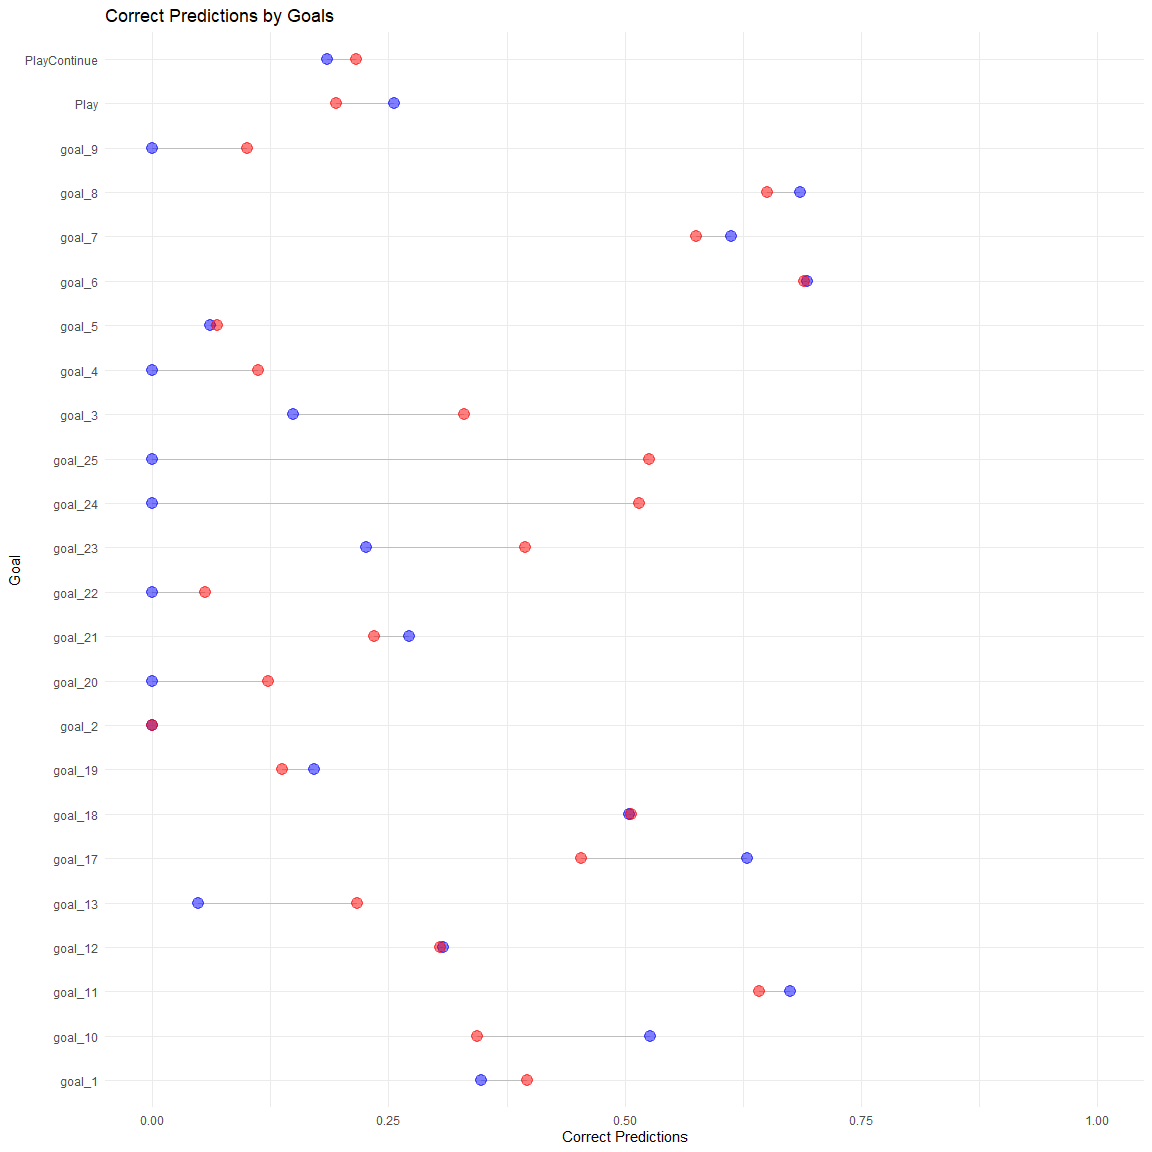 Correct Predictions by Goals
PlayContinue
Play
goal_9
goal_8
goal_7
goal_6
goal_5
goal_4
goal_3
goal_25
goal_24
goal_23
goal_22
goal_21
goal_20
goal_2
goal_19
goal_18
goal_17
goal_13
goal_12
goal_11
goal_10
goal_1
Goal
0.00 0.25 0.50 0.75 1.00
Correct Predictions